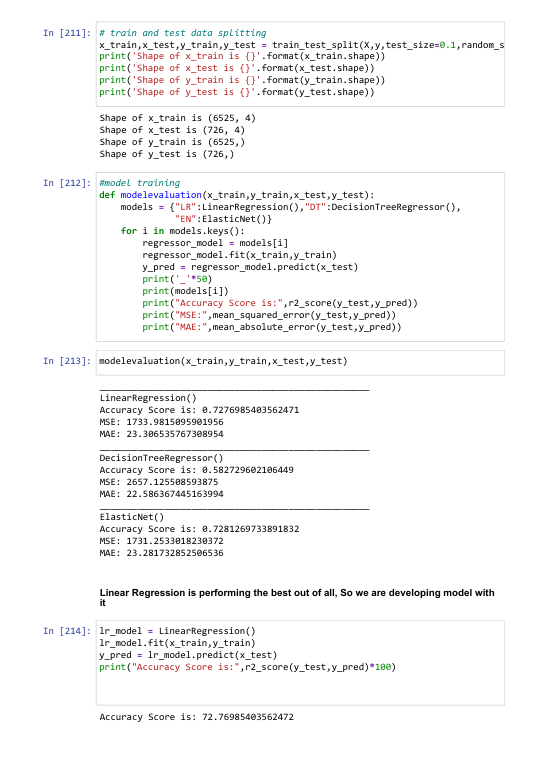 In [211]: # train and test data splitting
x_train,x_test,y_train,y_test = train_test_split(X,y,test_size=0.1,random_s
print('Shape of x_train is {}'.format(x_train.shape))
print('Shape of x_test is {}'.format(x_test.shape))
print('Shape of y_train is {}'.format(y_train.shape))
print('Shape of y_test is {}'.format(y_test.shape))
Shape of x_train is (6525, 4)
Shape of x_test is (726, 4)
Shape of y_train is (6525,)
Shape of y_test is (726,)
In [212]: #model training
def modelevaluation(x_train,y_train,x_test,y_test):
    models = {"LR":LinearRegression(),"DT":DecisionTreeRegressor(),
              "EN":ElasticNet()}
    for i in models.keys():
        regressor_model = models[i]
        regressor_model.fit(x_train,y_train)
        y_pred = regressor_model.predict(x_test)
        print('_'*50)
        print(models[i])
        print("Accuracy Score is:",r2_score(y_test,y_pred))
        print("MSE:",mean_squared_error(y_test,y_pred))
        print("MAE:",mean_absolute_error(y_test,y_pred))
In [213]: modelevaluation(x_train,y_train,x_test,y_test)
__________________________________________________
LinearRegression()
Accuracy Score is: 0.7276985403562471
MSE: 1733.9815095901956
MAE: 23.306535767308954
__________________________________________________
DecisionTreeRegressor()
Accuracy Score is: 0.582729602106449
MSE: 2657.125508593875
MAE: 22.586367445163994
__________________________________________________
ElasticNet()
Accuracy Score is: 0.7281269733891832
MSE: 1731.2533018230372
MAE: 23.281732852506536
Linear Regression is performing the best out of all, So we are developing model with
it
In [214]: lr_model = LinearRegression()
lr_model.fit(x_train,y_train)
y_pred = lr_model.predict(x_test)
print("Accuracy Score is:",r2_score(y_test,y_pred)*100)
Accuracy Score is: 72.76985403562472